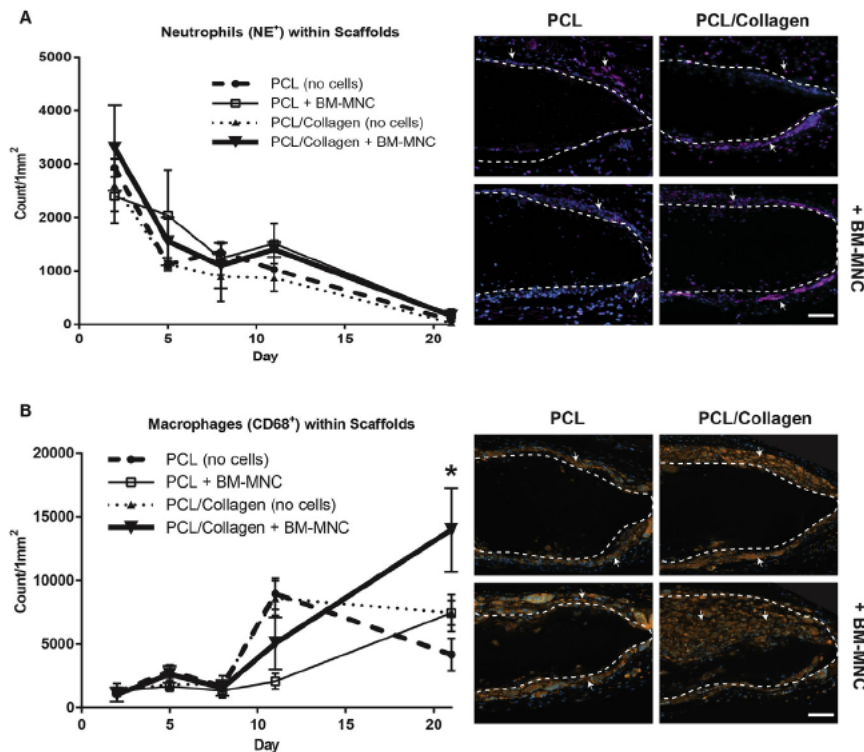 A
Neutrophils (NE⁺) within Scaffolds
5000
4000
3000
2000
1000
0
Count/1mm²
0 5 10 15 20
Day
PCL (no cells)
PCL + BM-MNC
PCL/Collagen (no cells)
PCL/Collagen + BM-MNC
PCL PCL/Collagen
+ BM-MNC
B
Macrophages (CD68⁺) within Scaffolds
20000
15000
10000
5000
0
Count/1mm²
0 5 10 15 20
Day
PCL (no cells)
PCL + BM-MNC
PCL/Collagen (no cells)
PCL/Collagen + BM-MNC
*
PCL PCL/Collagen
+ BM-MNC